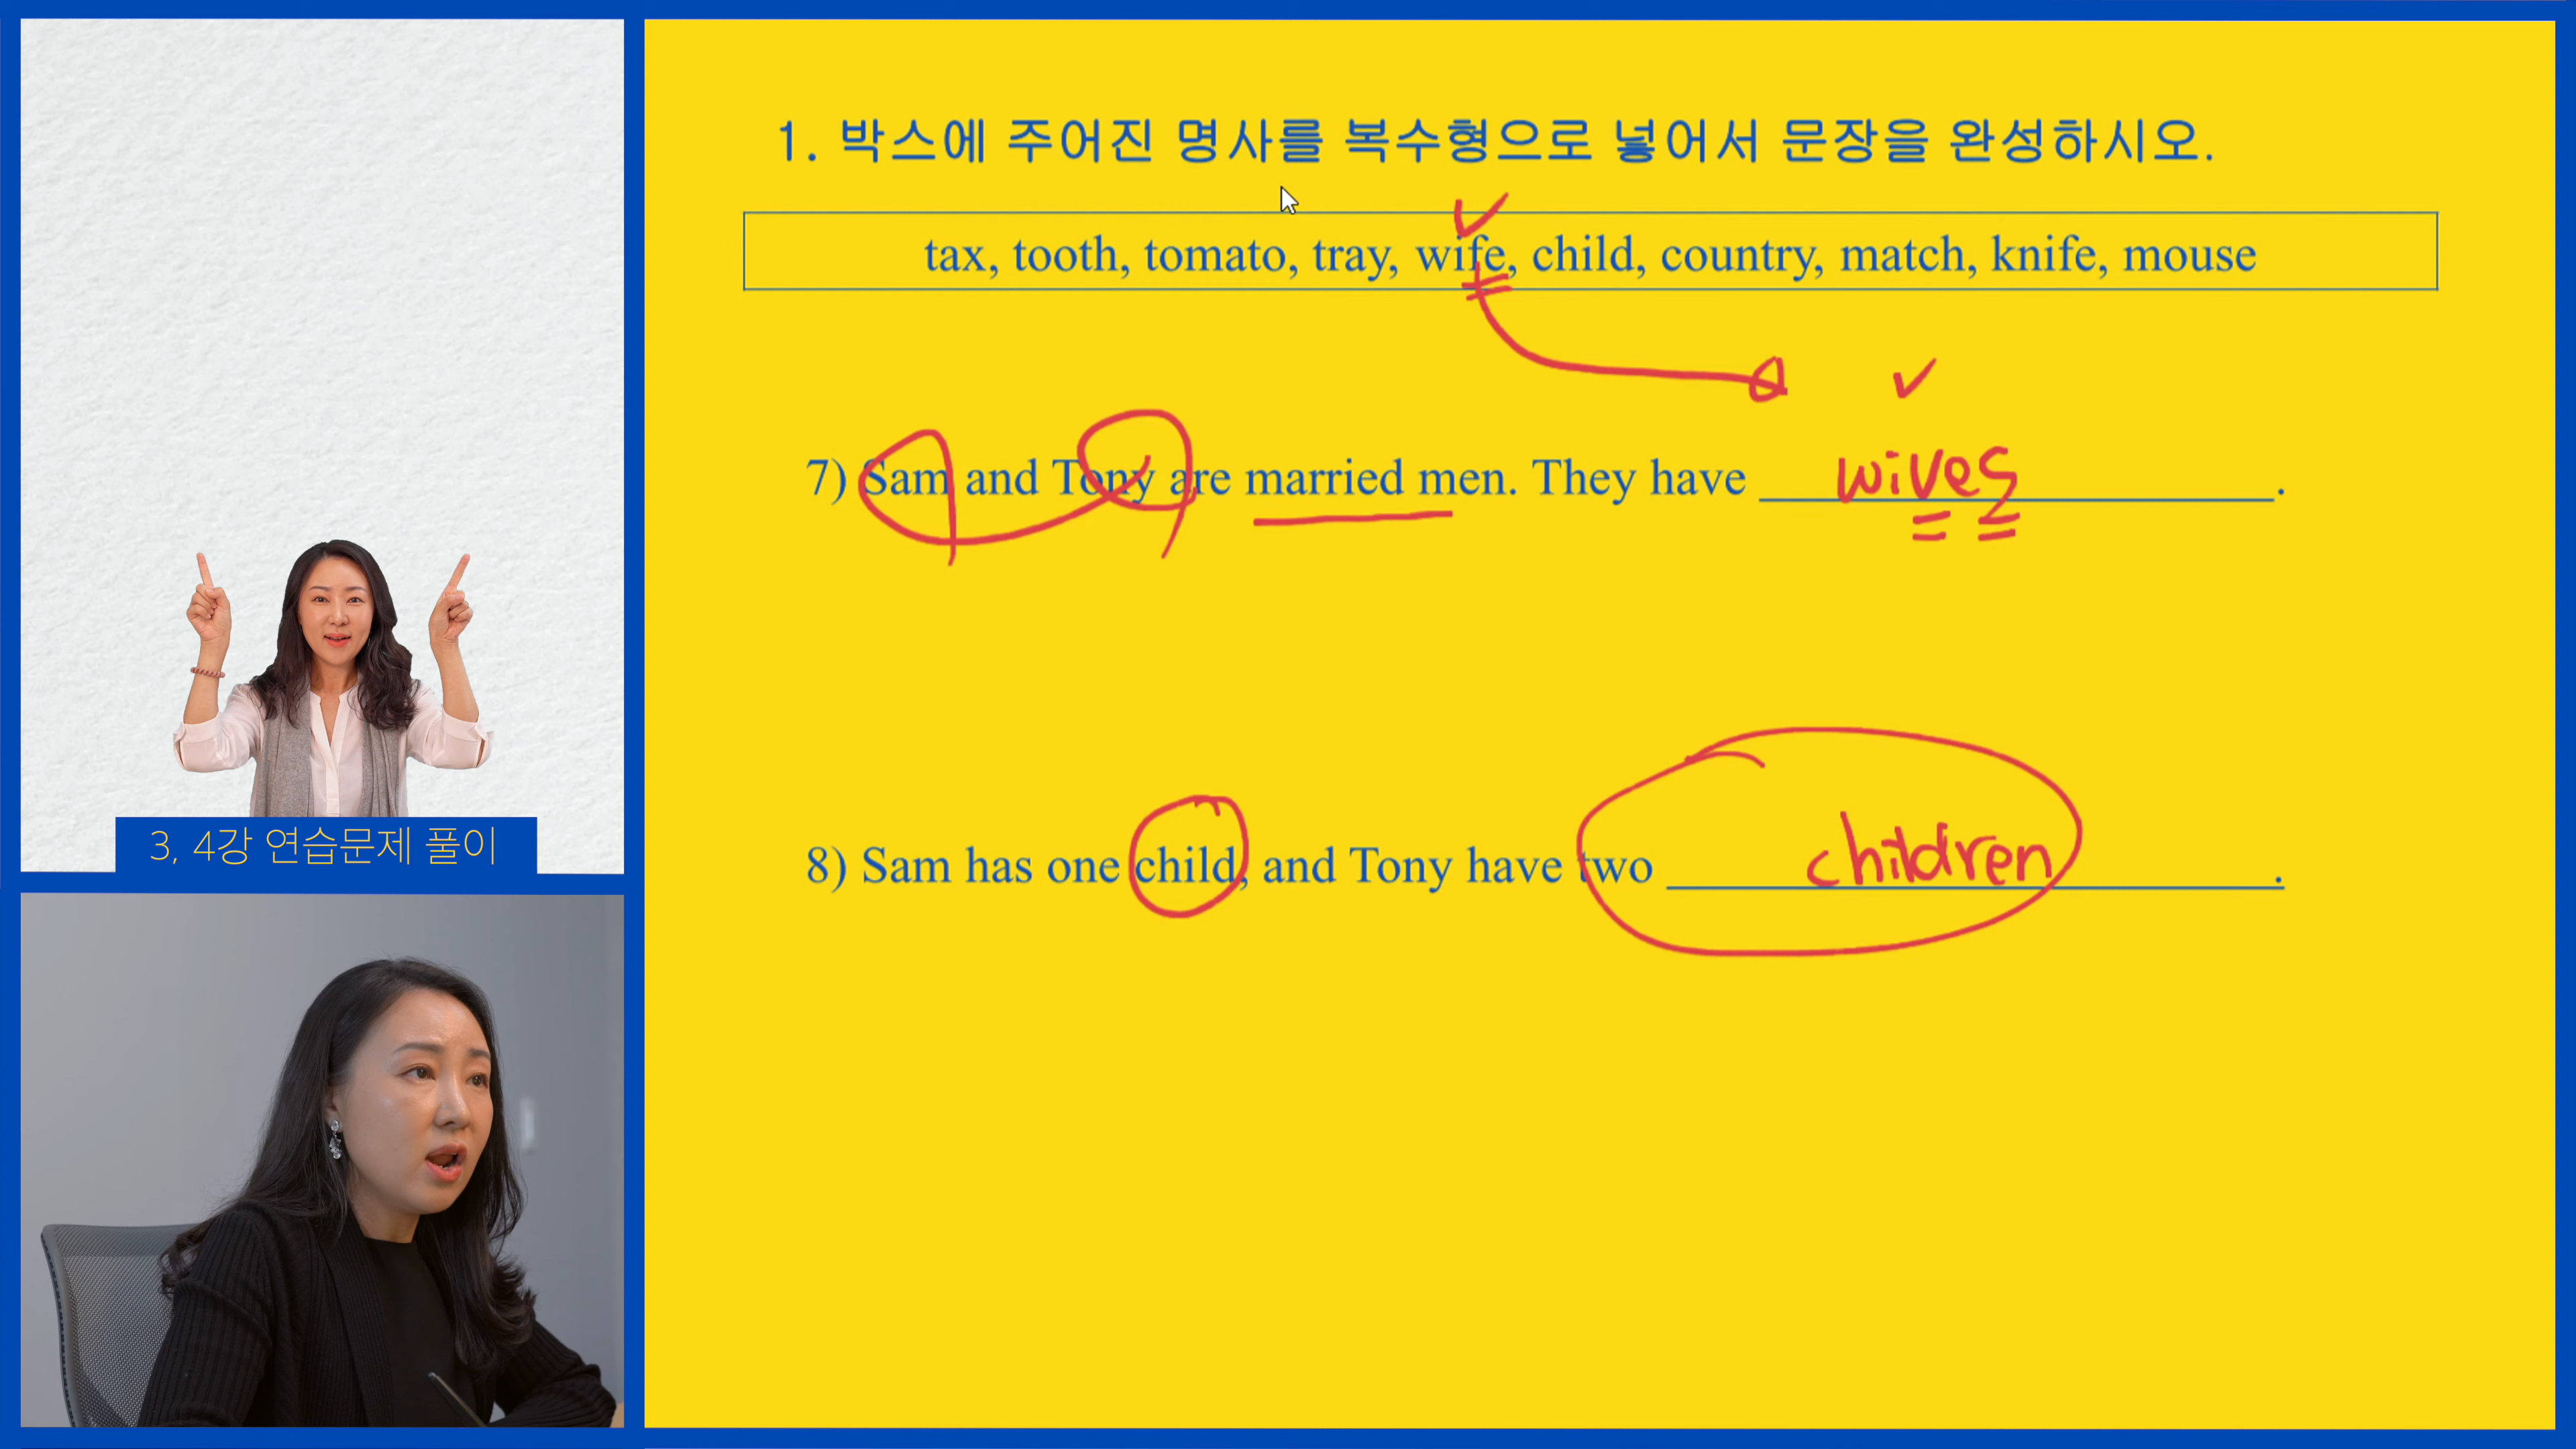 1. 박스에 주어진 명사를 복수형으로 넣어서 문장을 완성하시오.
tax, tooth, tomato, tray, wife, child, country, match, knife, mouse
7) Sam and Tony are married men. They have wives.
8) Sam has one child, and Tony have two children.
3, 4강 연습문제 풀이